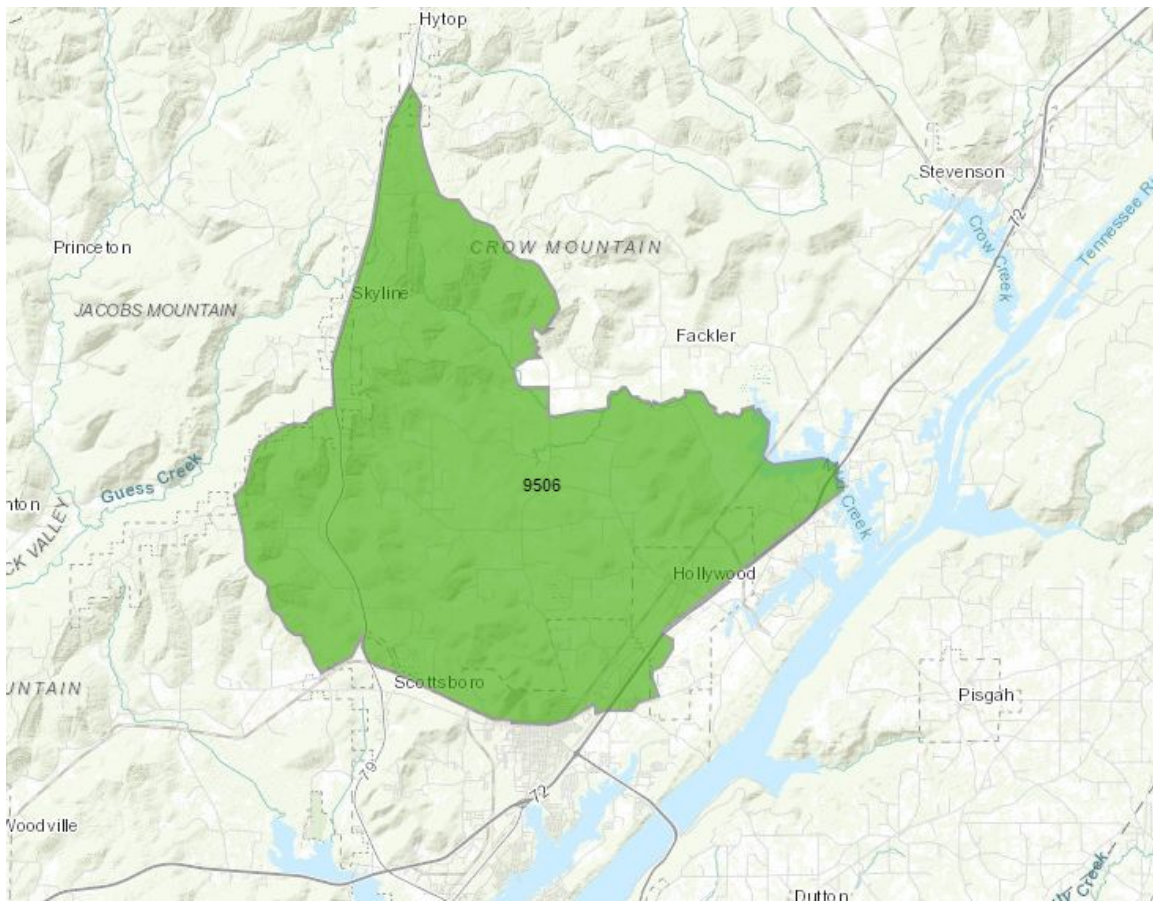 Hytop
Stevenson
72
Tennessee R
Crow Creek
Princeton
CROW MOUNTAIN
JACOBS MOUNTAIN
Skyline
Fackler
9506
Guess Creek
nton
CK VALLEY
Mud Creek
Hollywood
Scottsboro
UNTAIN
Pisgah
79
72
Woodville
Dutton
Creek